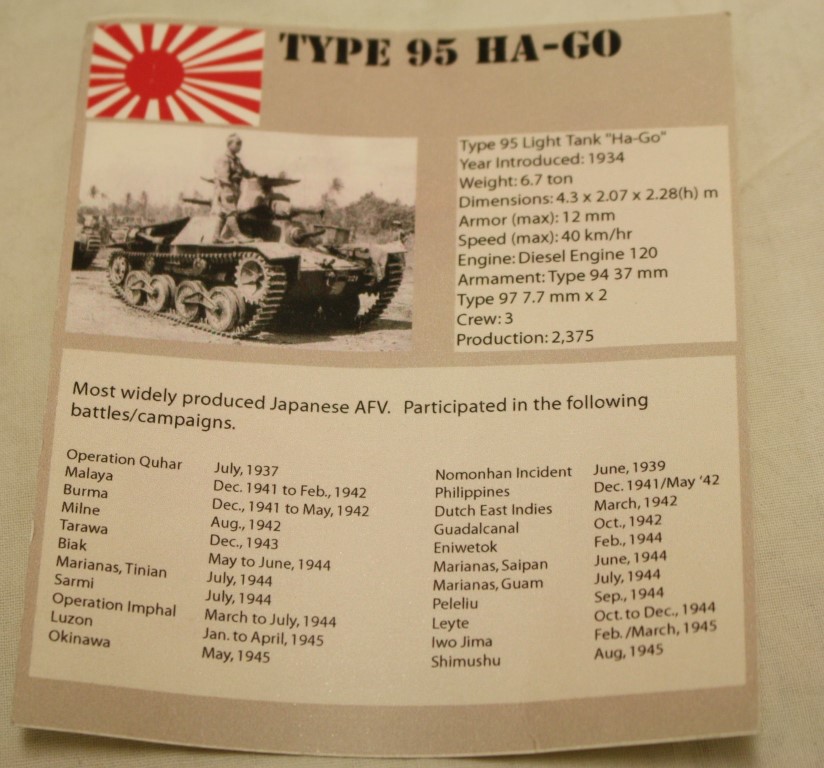 TYPE 95 HA-GO
Type 95 Light Tank "Ha-Go"
Year Introduced: 1934
Weight: 6.7 ton
Dimensions: 4.3 x 2.07 x 2.28(h) m
Armor (max): 12 mm
Speed (max): 40 km/hr
Engine: Diesel Engine 120
Armament: Type 94 37 mm
Type 97 7.7 mm x 2
Crew: 3
Production: 2,375
Most widely produced Japanese AFV. Participated in the following
battles/campaigns.
Operation Quhar July, 1937
Malaya Dec. 1941 to Feb., 1942
Burma Dec., 1941 to May, 1942
Milne Aug., 1942
Tarawa Dec., 1943
Biak May to June, 1944
Marianas, Tinian July, 1944
Sarmi July, 1944
Operation Imphal March to July, 1944
Luzon Jan. to April, 1945
Okinawa May, 1945
Nomonhan Incident June, 1939
Philippines Dec. 1941/May '42
Dutch East Indies March, 1942
Guadalcanal Oct., 1942
Eniwetok Feb., 1944
Marianas, Saipan June, 1944
Marianas, Guam July, 1944
Peleliu Sep., 1944
Leyte Oct. to Dec., 1944
Iwo Jima Feb./March, 1945
Shimushu Aug, 1945